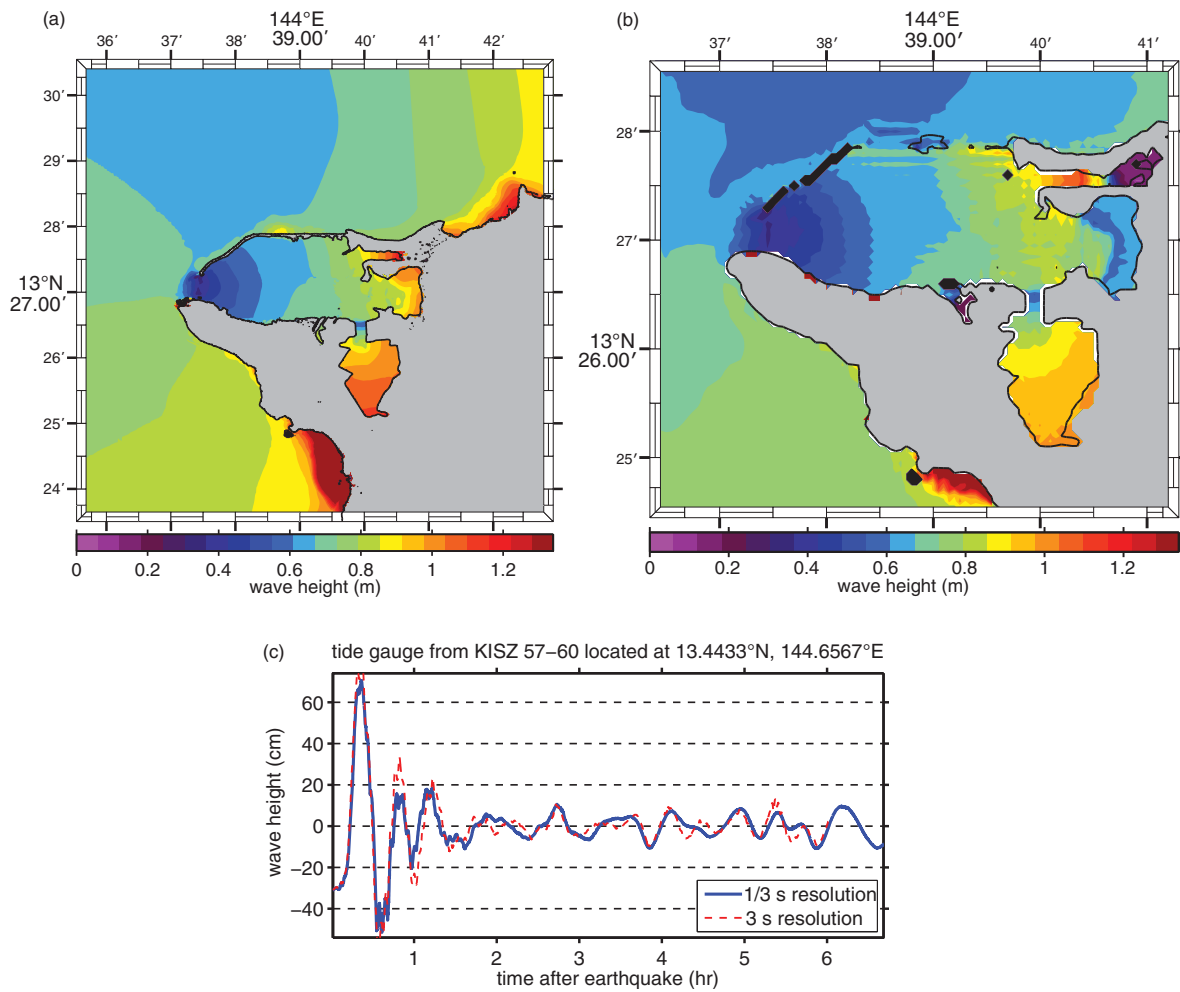 (a)
144°E
39.00′
36′ 37′ 38′ 40′ 41′ 42′
30′
29′
28′
13°N
27.00′
26′
25′
24′
0 0.2 0.4 0.6 0.8 1 1.2
wave height (m)
(b)
144°E
39.00′
37′ 38′ 40′ 41′
28′
27′
13°N
26.00′
25′
0 0.2 0.4 0.6 0.8 1 1.2
wave height (m)
(c) tide gauge from KISZ 57−60 located at 13.4433°N, 144.6567°E
wave height (cm)
60
40
20
0
−20
−40
1/3 s resolution
3 s resolution
1 2 3 4 5 6
time after earthquake (hr)